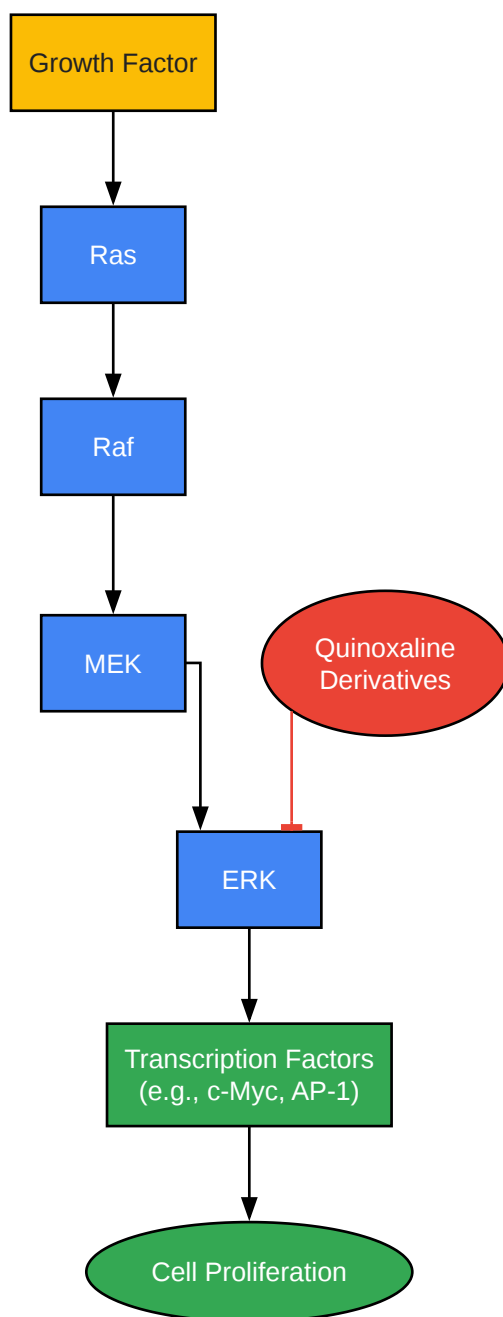 Growth Factor
Ras
Raf
MEK
Quinoxaline
Derivatives
ERK
Transcription Factors
(e.g., c-Myc, AP-1)
Cell Proliferation